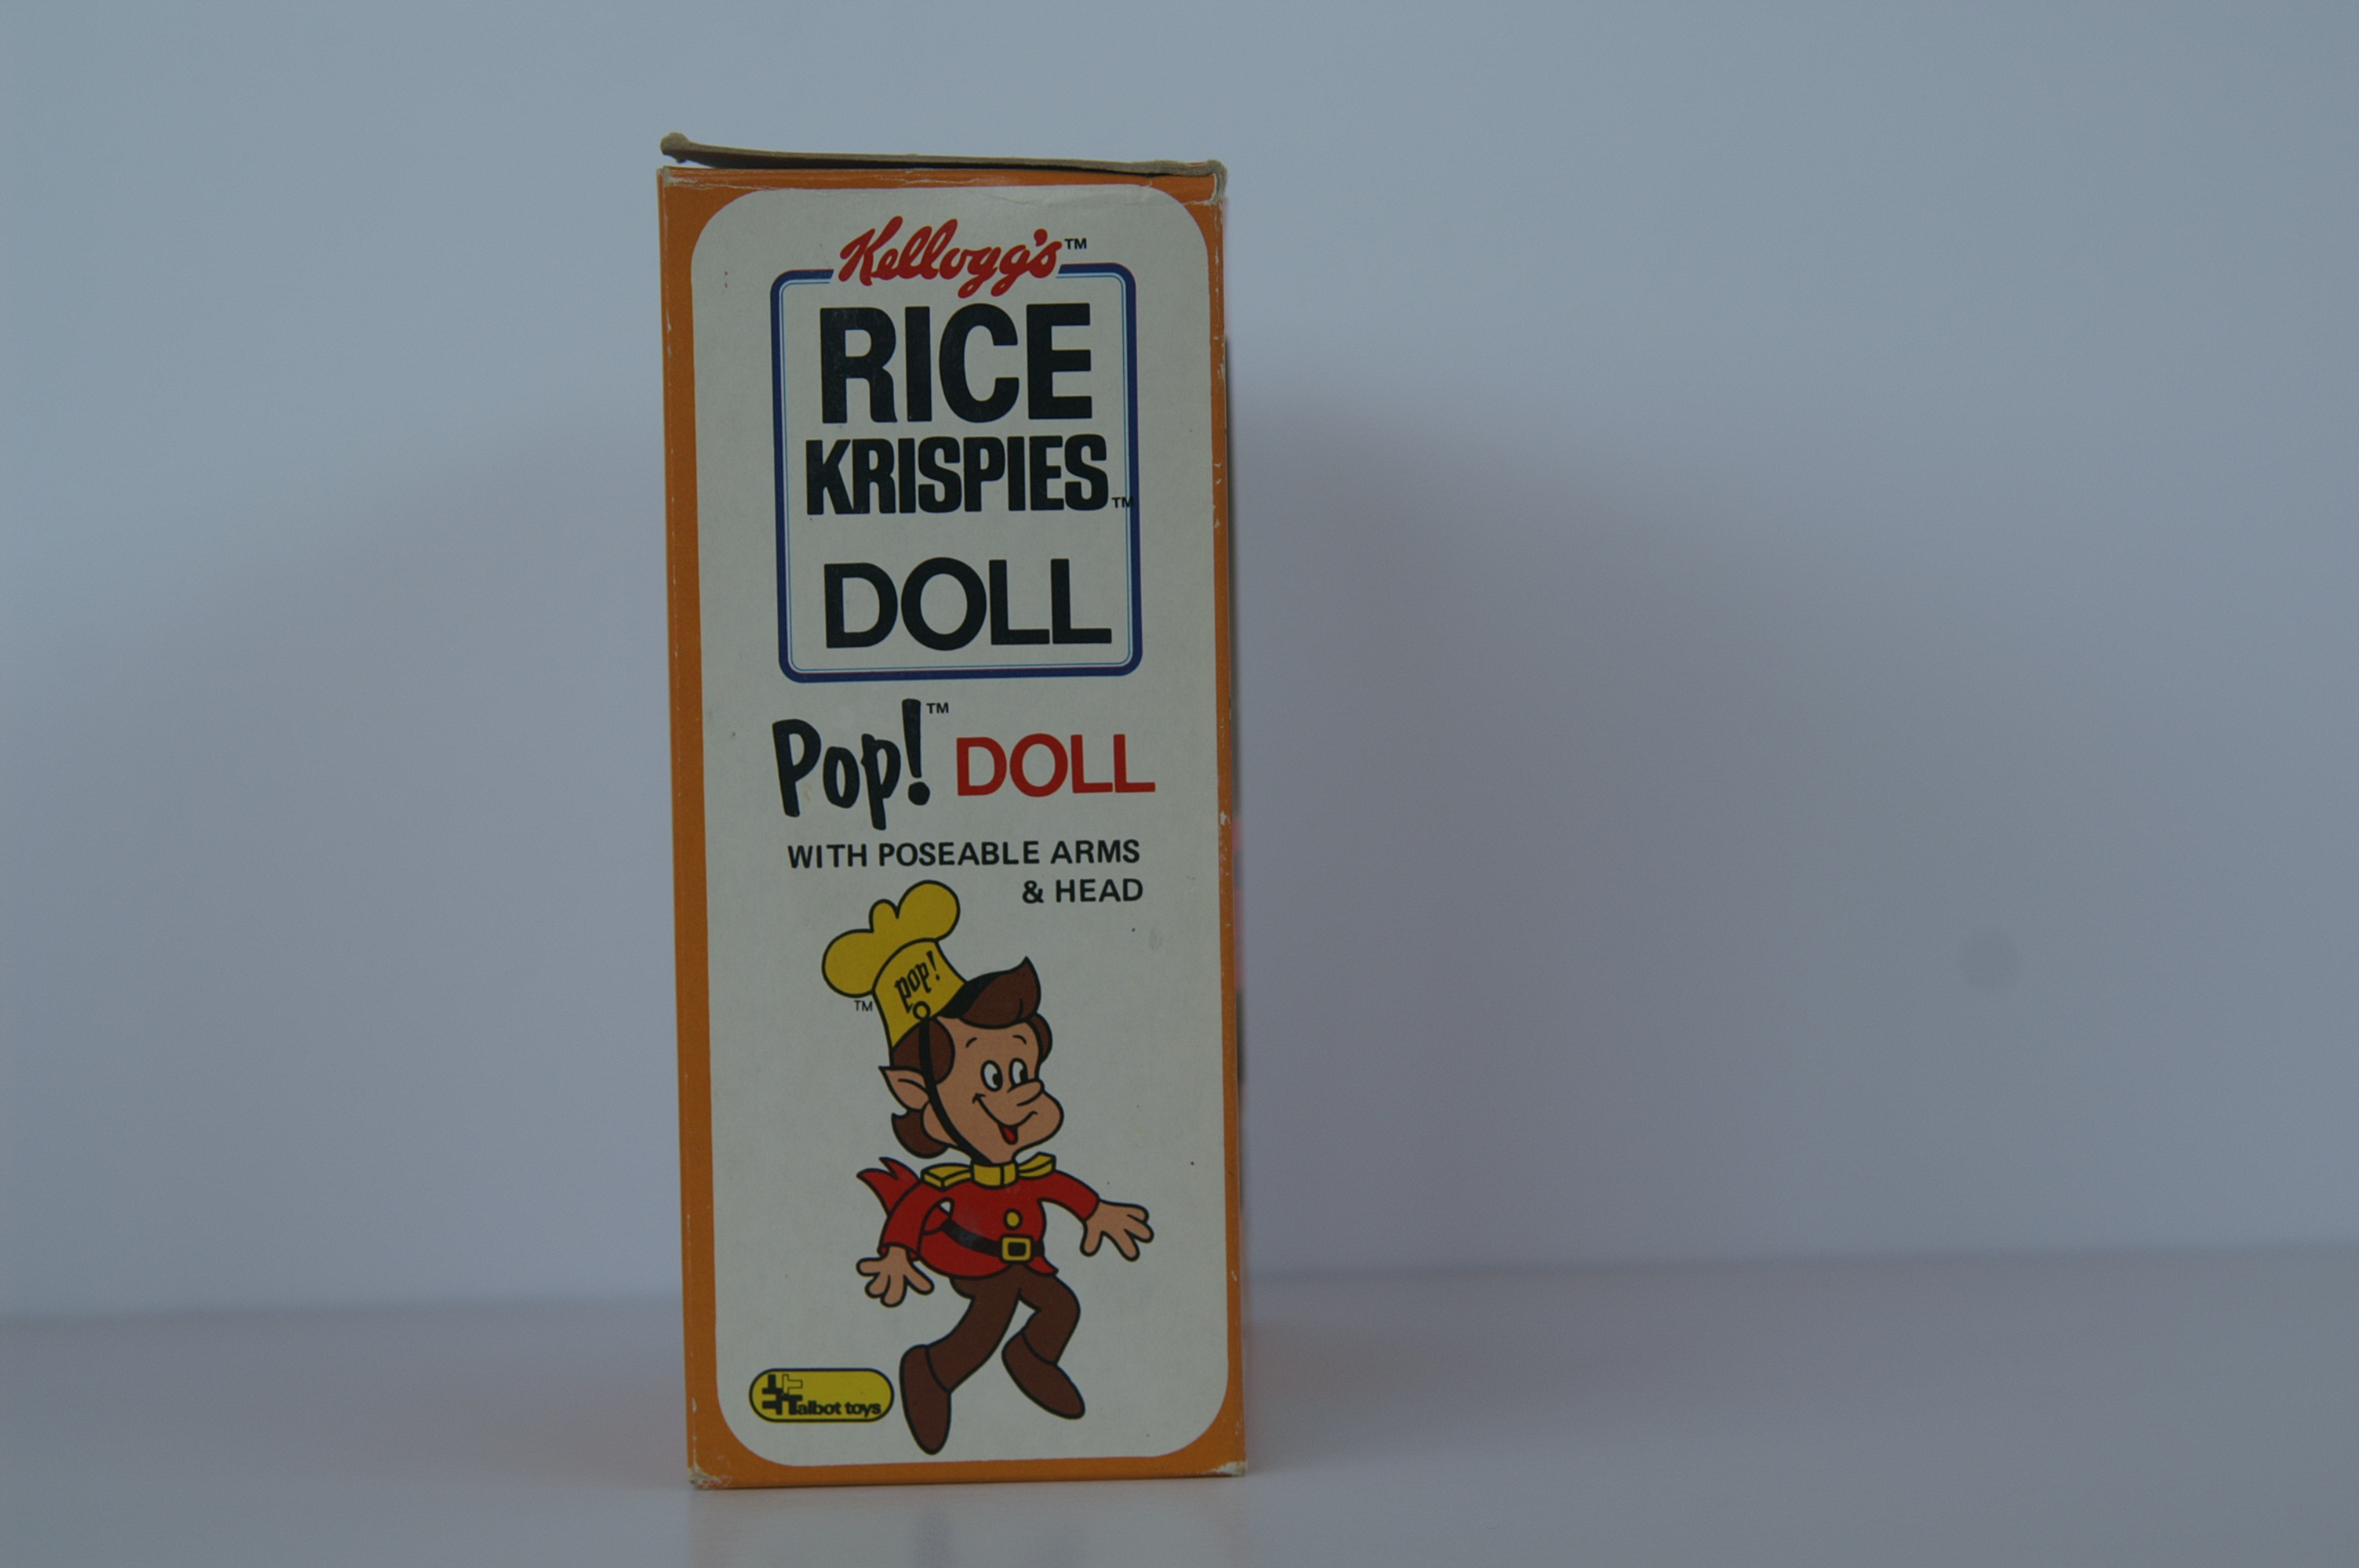 Kellogg's™
RICE
KRISPIES™
DOLL
Pop!™ DOLL
WITH POSEABLE ARMS
& HEAD
pop!
™
talbot toys